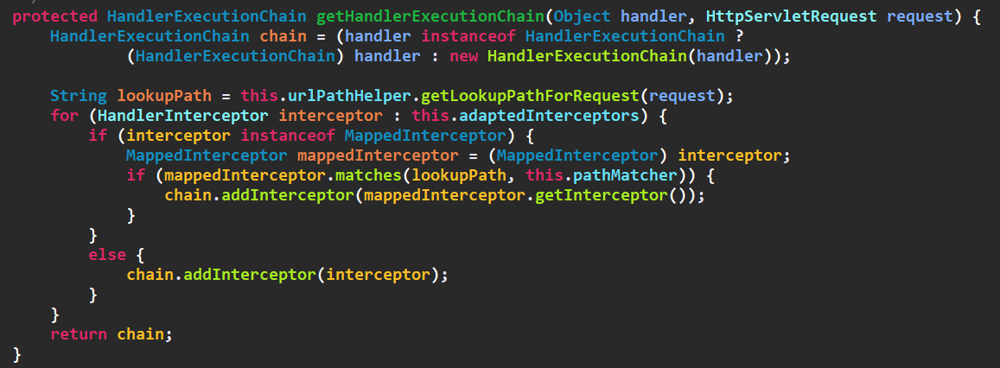 protected HandlerExecutionChain getHandlerExecutionChain(Object handler, HttpServletRequest request) {
    HandlerExecutionChain chain = (handler instanceof HandlerExecutionChain ?
            (HandlerExecutionChain) handler : new HandlerExecutionChain(handler));

    String lookupPath = this.urlPathHelper.getLookupPathForRequest(request);
    for (HandlerInterceptor interceptor : this.adaptedInterceptors) {
        if (interceptor instanceof MappedInterceptor) {
            MappedInterceptor mappedInterceptor = (MappedInterceptor) interceptor;
            if (mappedInterceptor.matches(lookupPath, this.pathMatcher)) {
                chain.addInterceptor(mappedInterceptor.getInterceptor());
            }
        }
        else {
            chain.addInterceptor(interceptor);
        }
    }
    return chain;
}